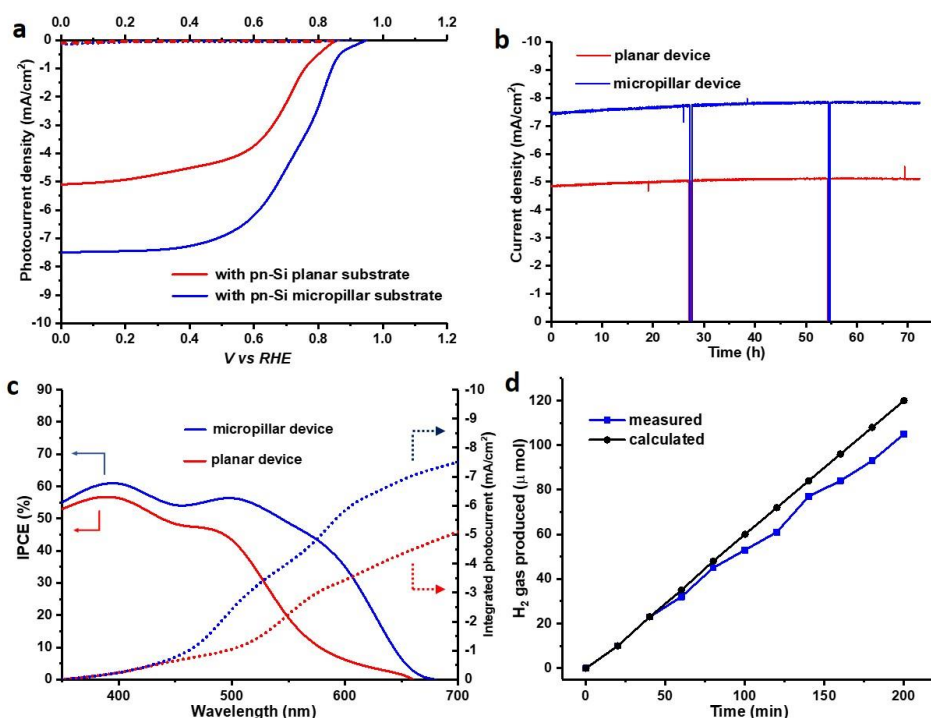 a
0.0 0.2 0.4 0.6 0.8 1.0 1.2
0
-1
-2
-3
-4
-5
-6
-7
-8
-9
-10
Photocurrent density (mA/cm²)
with pn-Si planar substrate
with pn-Si micropillar substrate
0.0 0.2 0.4 0.6 0.8 1.0 1.2
V vs RHE
b
-10
-9
-8
-7
-6
-5
-4
-3
-2
-1
0
Current density (mA/cm²)
planar device
micropillar device
0 10 20 30 40 50 60 70
Time (h)
c
90
80
70
60
50
40
30
20
10
0
IPCE (%)
micropillar device
planar device
-10
-9
-8
-7
-6
-5
-4
-3
-2
-1
0
Integrated photocurrent (mA/cm²)
400 500 600 700
Wavelength (nm)
d
120
100
80
60
40
20
0
H₂ gas produced (μ mol)
measured
calculated
0 50 100 150 200
Time (min)